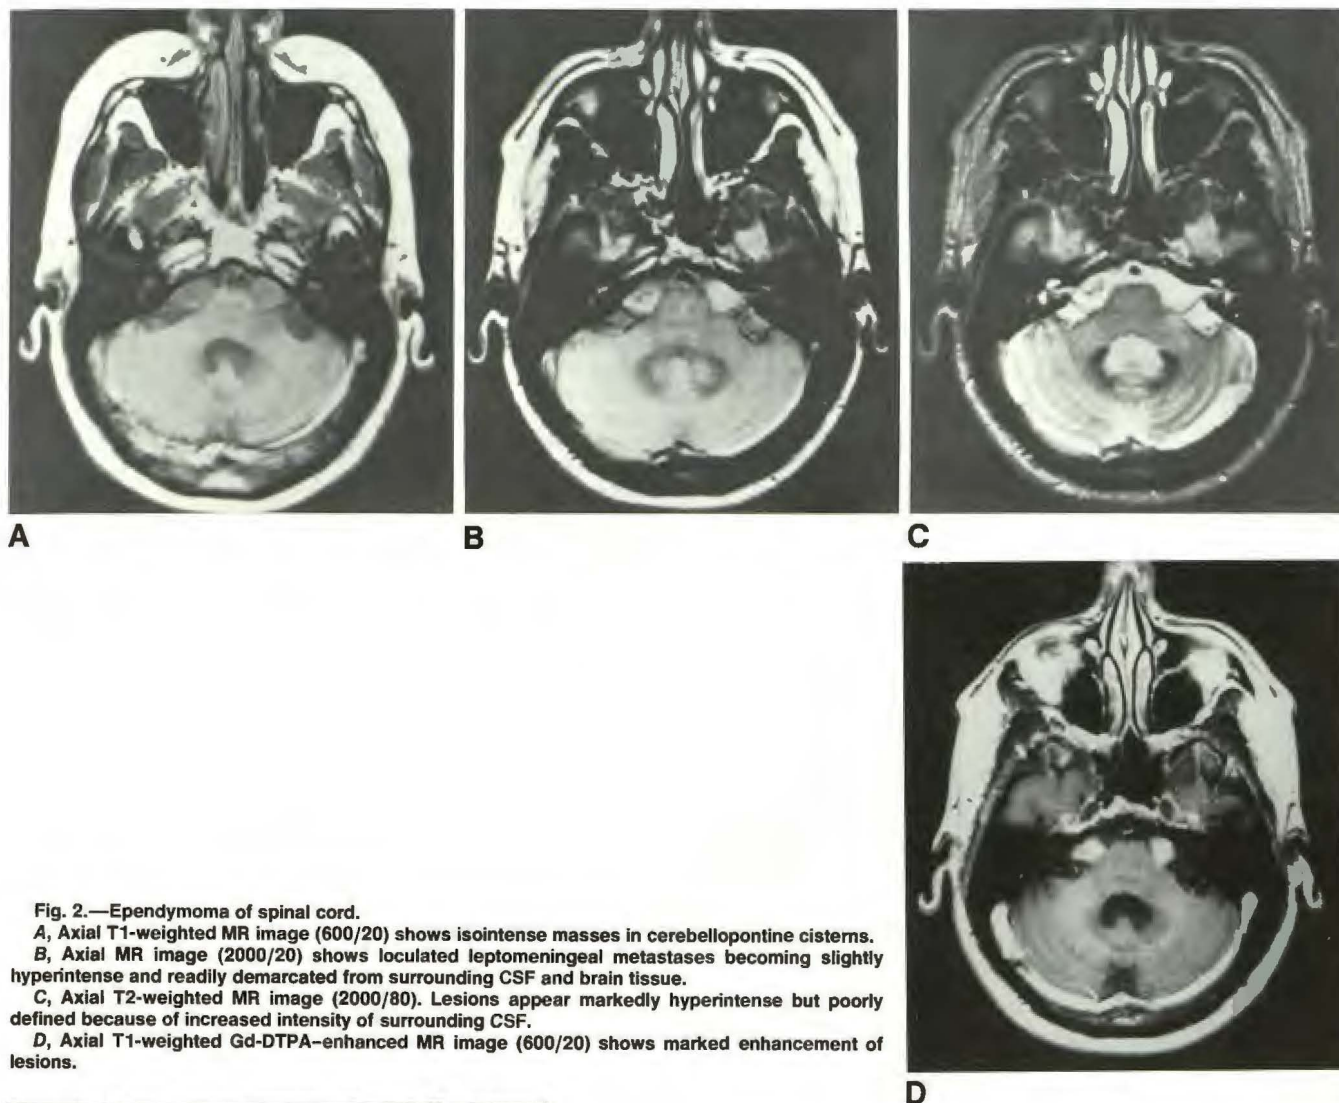 A
B
C
Fig. 2.—Ependymoma of spinal cord.
A, Axial T1-weighted MR image (600/20) shows isointense masses in cerebellopontine cisterns.
B, Axial MR image (2000/20) shows loculated leptomeningeal metastases becoming slightly
hyperintense and readily demarcated from surrounding CSF and brain tissue.
C, Axial T2-weighted MR image (2000/80). Lesions appear markedly hyperintense but poorly
defined because of increased intensity of surrounding CSF.
D, Axial T1-weighted Gd-DTPA–enhanced MR image (600/20) shows marked enhancement of
lesions.
D